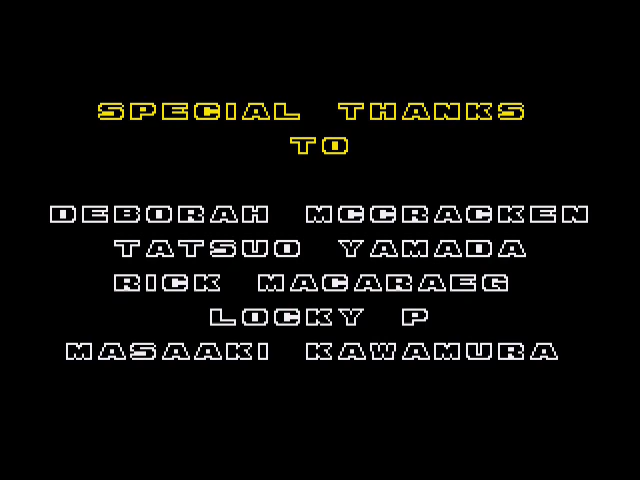 SPECIAL THANKS
TO
DEBORAH MCCRACKEN
TATSUO YAMADA
RICK MACARAEG
LOCKY P
MASAAKI KAWAMURA